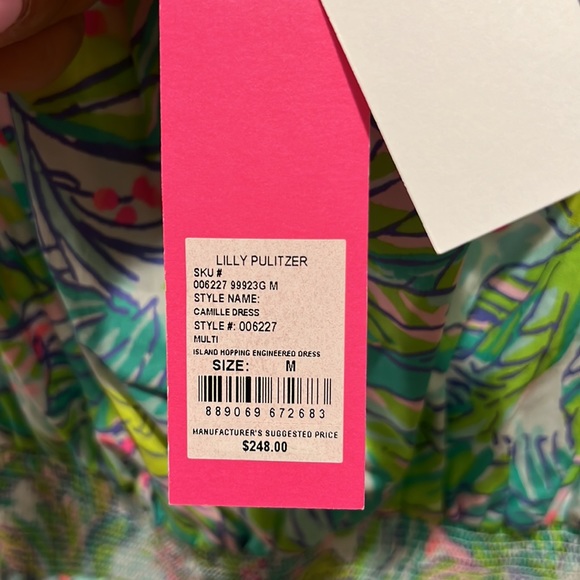 LILLY PULITZER
SKU #
006227 99923G M
STYLE NAME:
CAMILLE DRESS
STYLE #: 006227
MULTI
ISLAND HOPPING ENGINEERED DRESS
SIZE: M
889069 672683
MANUFACTURER'S SUGGESTED PRICE
$248.00